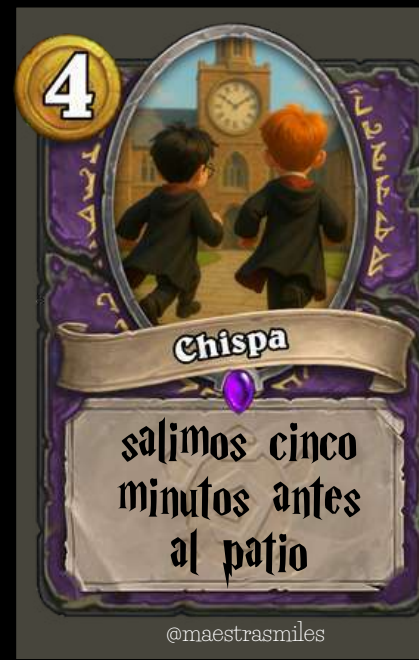 4
Chispa
salimos cinco
minutos antes
al patio
@maestrasmiles